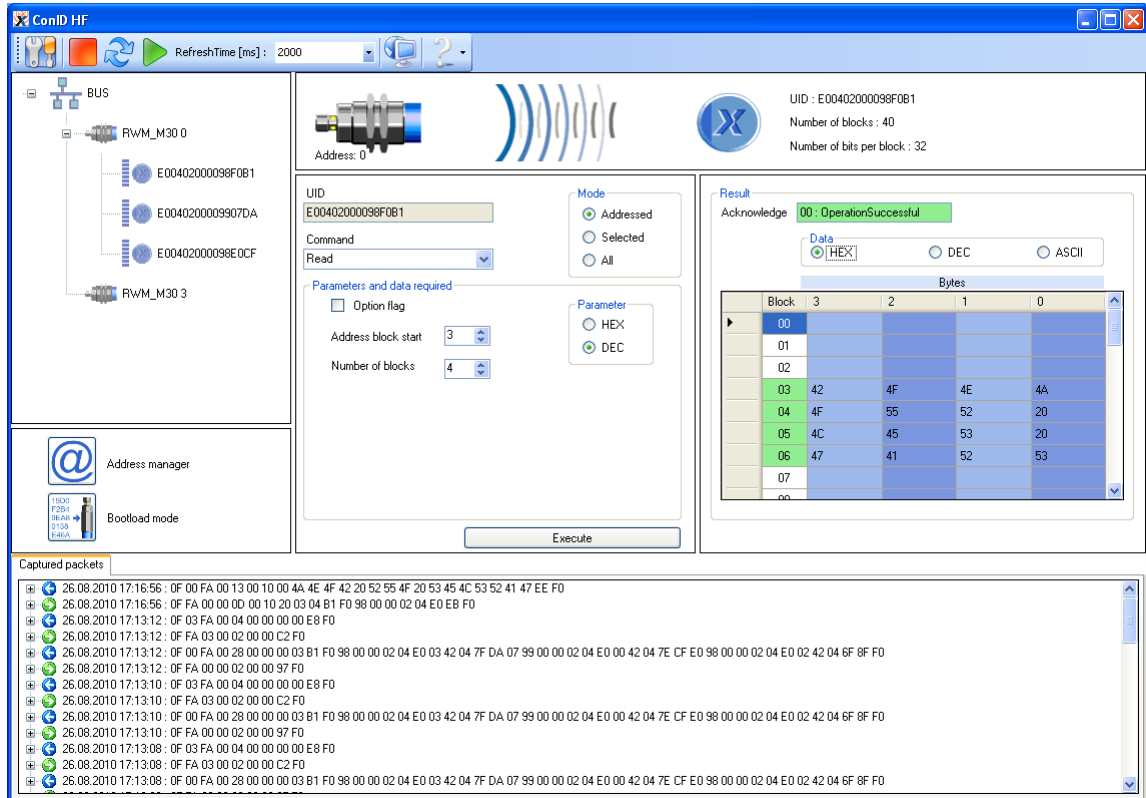 ConID HF
RefreshTime [ms] : 2000
BUS
RWM_M30 0
E00402000098F0B1
E0040200009907DA
E00402000098E0CF
RWM_M30 3
Address: 0
UID : E00402000098F0B1
Number of blocks : 40
Number of bits per block : 32
UID
E00402000098F0B1
Command
Read
Mode
Addressed
Selected
All
Parameters and data required
Option flag
Address block start 3
Number of blocks 4
Parameter
HEX
DEC
Execute
Result
Acknowledge 00 : OperationSuccessful
Data
HEX DEC ASCII
Bytes
Block 3 2 1 0
00
01
02
03 42 4F 4E 4A
04 4F 55 52 20
05 4C 45 53 20
06 47 41 52 53
07
@
Address manager
19D0
F2B4
9EA8
0138
E46A
Bootload mode
Captured packets
26.08.2010 17:16:56 : 0F 00 FA 00 13 00 10 00 4A 4E 4F 42 20 52 55 4F 20 53 45 4C 53 52 41 47 EE F0
26.08.2010 17:16:56 : 0F FA 00 00 0D 00 10 20 03 04 B1 F0 98 00 00 02 04 E0 EB F0
26.08.2010 17:13:12 : 0F 03 FA 00 04 00 00 00 00 E8 F0
26.08.2010 17:13:12 : 0F FA 03 00 02 00 00 C2 F0
26.08.2010 17:13:12 : 0F 00 FA 00 28 00 00 00 03 B1 F0 98 00 00 02 04 E0 03 42 04 7F DA 07 99 00 00 02 04 E0 00 42 04 7E CF E0 98 00 00 02 04 E0 02 42 04 6F 8F F0
26.08.2010 17:13:12 : 0F FA 00 00 02 00 00 97 F0
26.08.2010 17:13:10 : 0F 03 FA 00 04 00 00 00 00 E8 F0
26.08.2010 17:13:10 : 0F FA 03 00 02 00 00 C2 F0
26.08.2010 17:13:10 : 0F 00 FA 00 28 00 00 00 03 B1 F0 98 00 00 02 04 E0 03 42 04 7F DA 07 99 00 00 02 04 E0 00 42 04 7E CF E0 98 00 00 02 04 E0 02 42 04 6F 8F F0
26.08.2010 17:13:10 : 0F FA 00 00 02 00 00 97 F0
26.08.2010 17:13:08 : 0F 03 FA 00 04 00 00 00 00 E8 F0
26.08.2010 17:13:08 : 0F FA 03 00 02 00 00 C2 F0
26.08.2010 17:13:08 : 0F 00 FA 00 28 00 00 00 03 B1 F0 98 00 00 02 04 E0 03 42 04 7F DA 07 99 00 00 02 04 E0 00 42 04 7E CF E0 98 00 00 02 04 E0 02 42 04 6F 8F F0